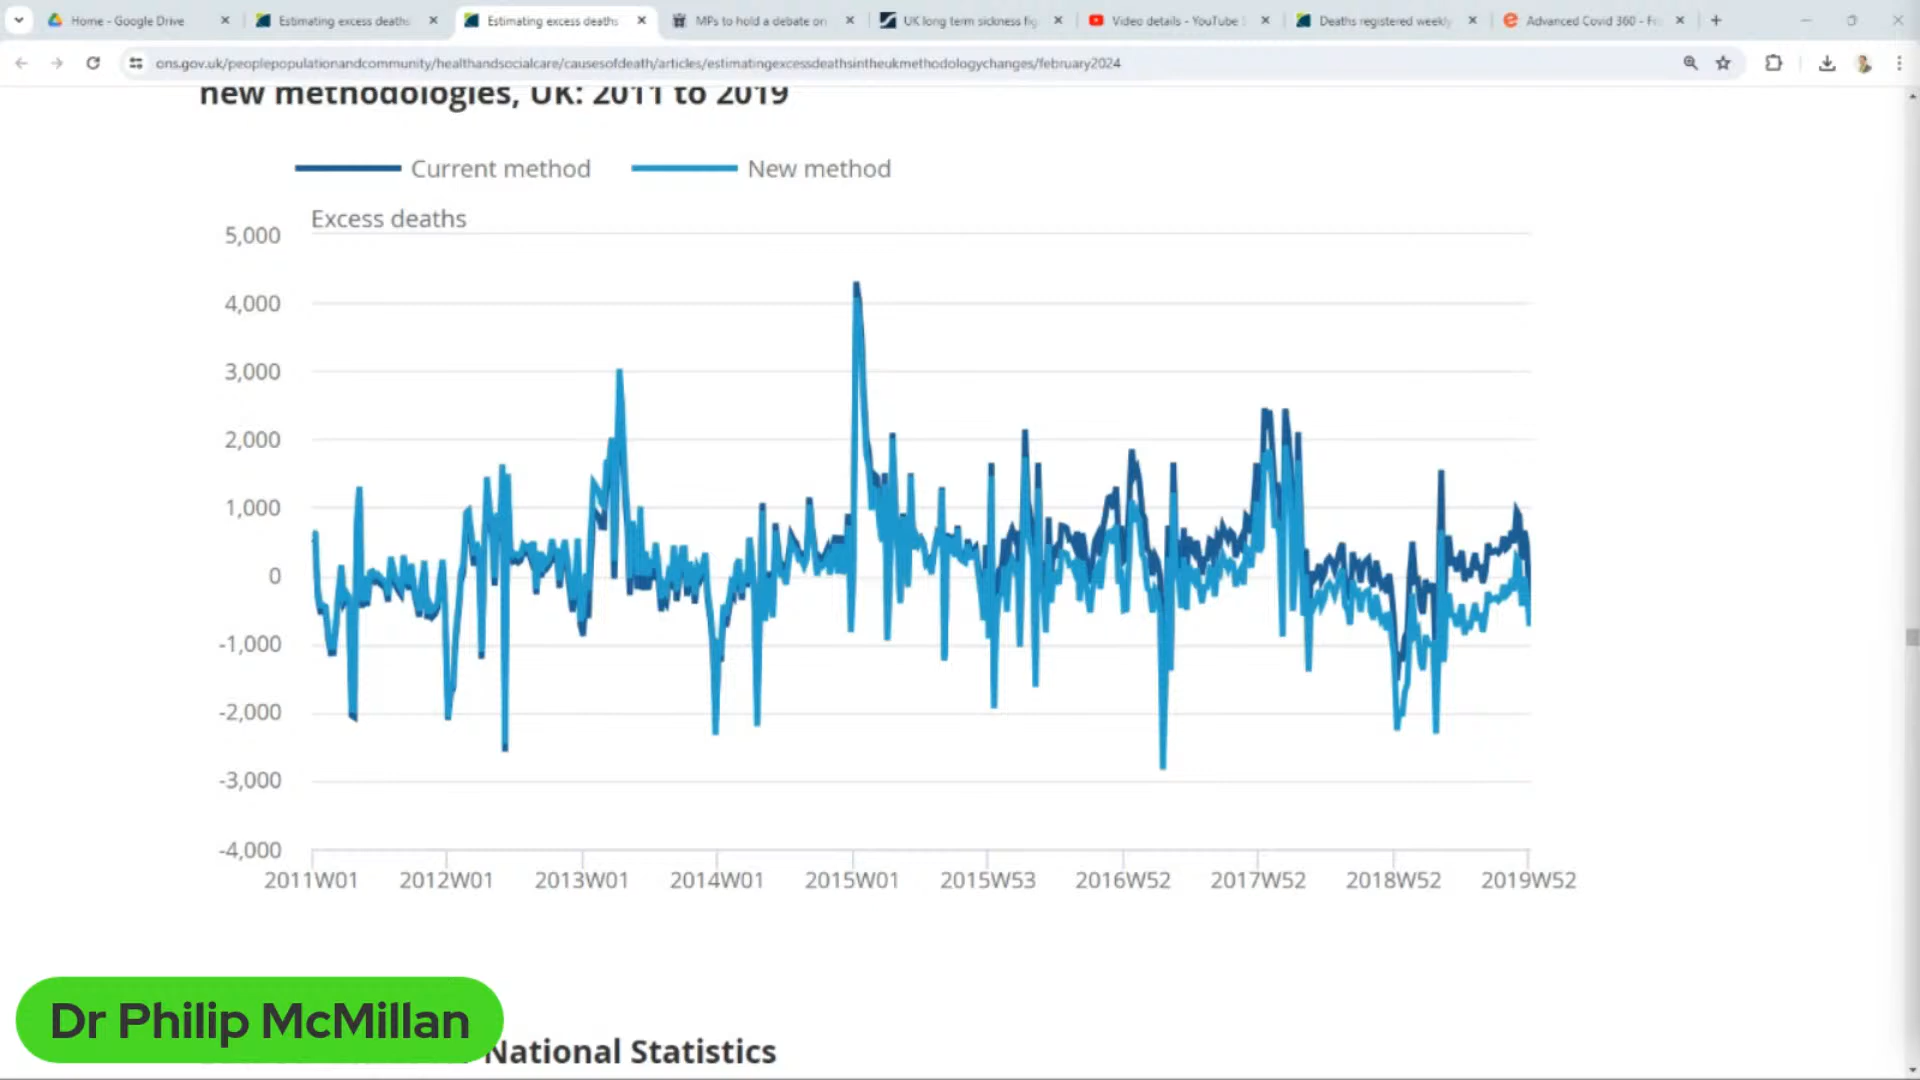 Home - Google Drive
Estimating excess deaths
Estimating excess deaths
MPs to hold a debate on
UK long term sickness fig
Video details - YouTube
Deaths registered weekly
Advanced Covid 360 - Fr
ons.gov.uk/peoplepopulationandcommunity/healthandsocialcare/causesofdeath/articles/estimatingexcessdeathsintheukmethodologychanges/february2024
new methodologies, UK: 2011 to 2019
Current method
New method
Excess deaths
5,000
4,000
3,000
2,000
1,000
0
-1,000
-2,000
-3,000
-4,000
2011W01 2012W01 2013W01 2014W01 2015W01 2015W53 2016W52 2017W52 2018W52 2019W52
Dr Philip McMillan
National Statistics